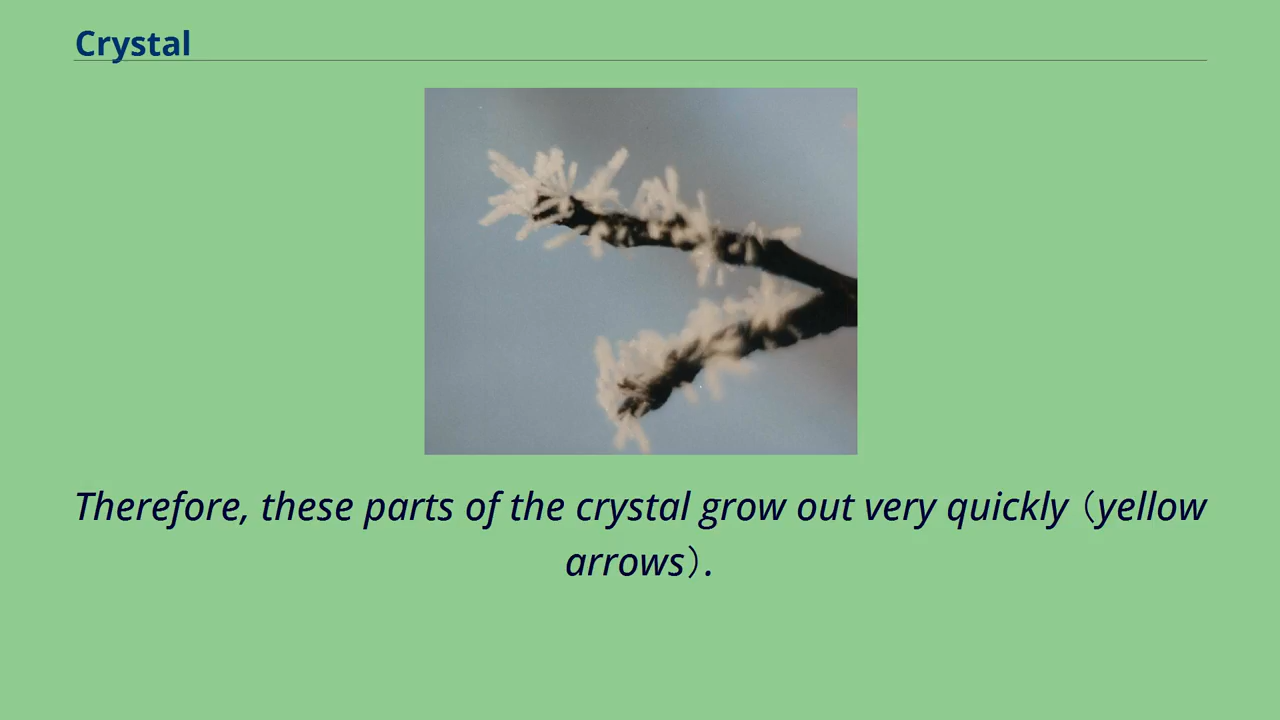 Crystal
Therefore, these parts of the crystal grow out very quickly（yellow
arrows）.